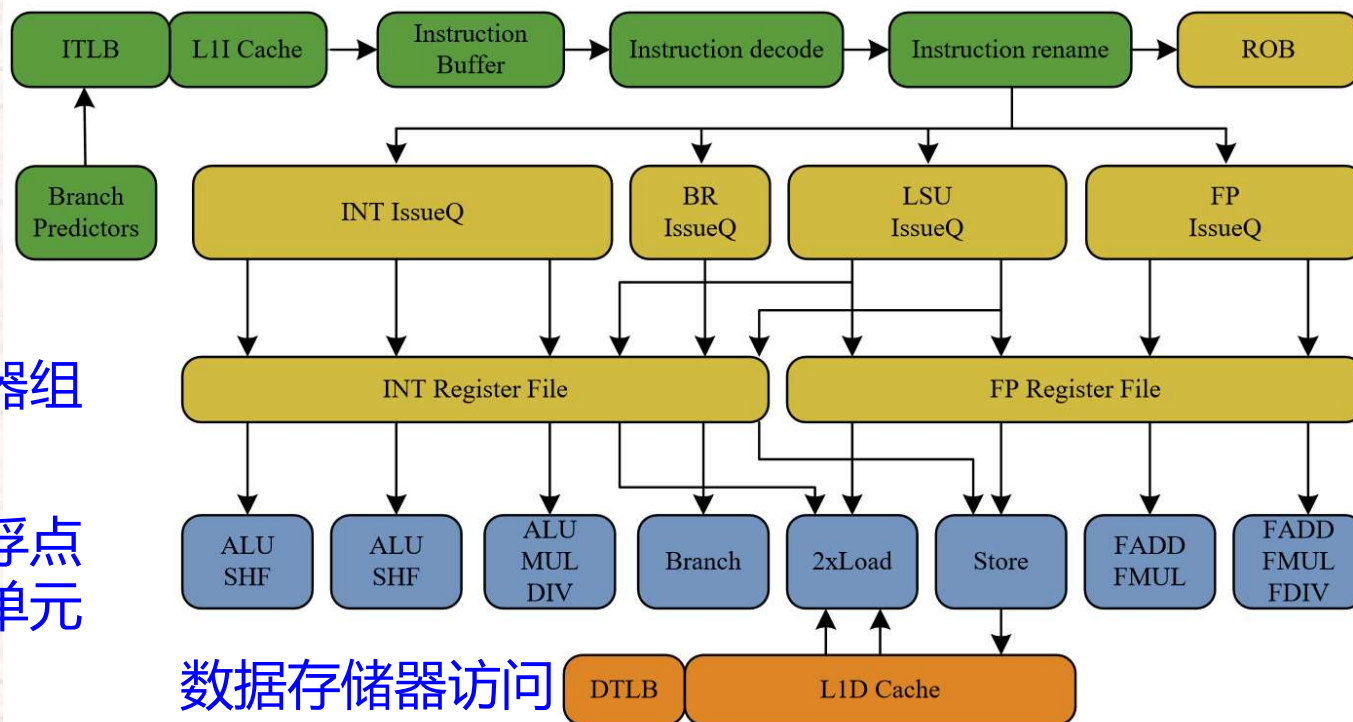 ITLB
L1I Cache
Instruction
Buffer
Instruction decode
Instruction rename
ROB
Branch
Predictors
INT IssueQ
BR
IssueQ
LSU
IssueQ
FP
IssueQ
器组
INT Register File
FP Register File
浮点
单元
ALU
SHF
ALU
SHF
ALU
MUL
DIV
Branch
2xLoad
Store
FADD
FMUL
FADD
FMUL
FDIV
数据存储器访问
DTLB
L1D Cache